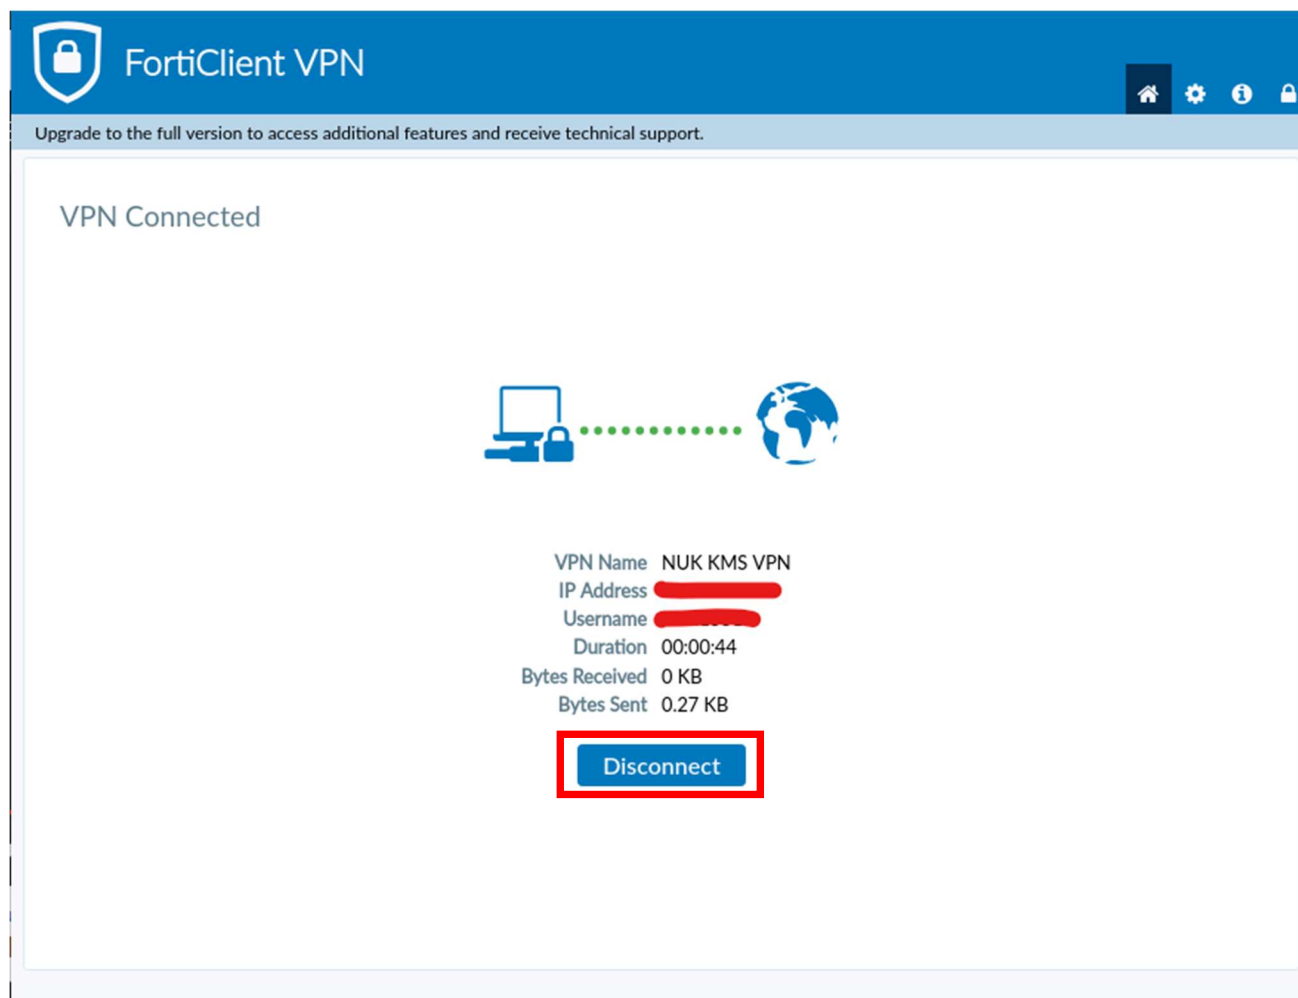 FortiClient VPN
Upgrade to the full version to access additional features and receive technical support.
VPN Connected
VPN Name NUK KMS VPN
IP Address
Username
Duration 00:00:44
Bytes Received 0 KB
Bytes Sent 0.27 KB
Disconnect